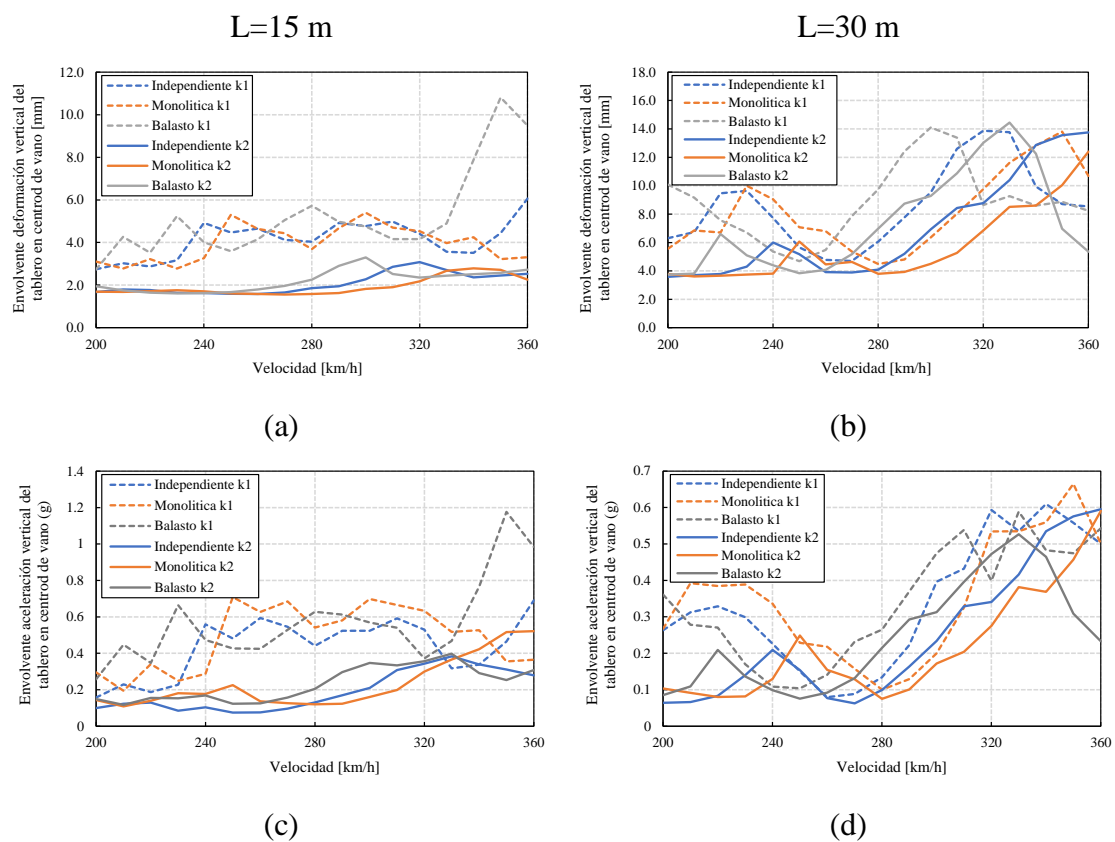 L=15 m
L=30 m
Envolvente deformación vertical del
tablero en centrod de vano [mm]
12.0
10.0
8.0
6.0
4.0
2.0
0.0
Independiente k1
Monolitica k1
Balasto k1
Independiente k2
Monolitica k2
Balasto k2
200
240
280
320
360
Velocidad [km/h]
(a)
Envolvente deformación vertical del
tablero en centrod de vano [mm]
18.0
16.0
14.0
12.0
10.0
8.0
6.0
4.0
2.0
0.0
Independiente k1
Monolitica k1
Balasto k1
Independiente k2
Monolitica k2
Balasto k2
200
240
280
320
360
Velocidad [km/h]
(b)
Envolvente aceleración vertical del
tablero en centrod de vano (g)
1.4
1.2
1
0.8
0.6
0.4
0.2
0
Independiente k1
Monolitica k1
Balasto k1
Independiente k2
Monolitica k2
Balasto k2
200
240
280
320
360
Velocidad [km/h]
(c)
Envolvente aceleración vertical del
tablero en centrod de vano (g)
0.7
0.6
0.5
0.4
0.3
0.2
0.1
0
Independiente k1
Monolitica k1
Balasto k1
Independiente k2
Monolitica k2
Balasto k2
200
240
280
320
360
Velocidad [km/h]
(d)